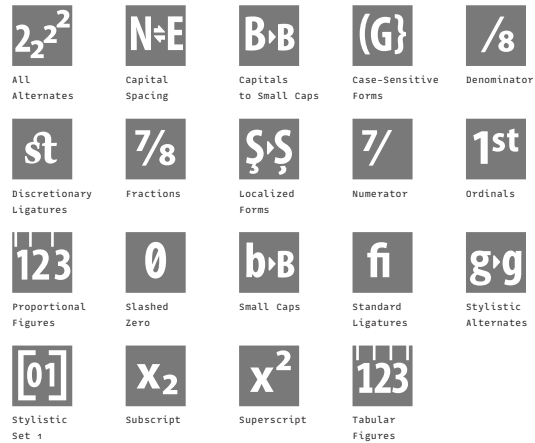 2₂2² N⇌E B▸ʙ (G} /₈
All Capital Capitals Case-Sensitive Denominator
Alternates Spacing to Small Caps Forms
st ⁷/₈ Ş▸Ș ⁷/ 1ˢᵗ
Discretionary Fractions Localized Numerator Ordinals
Ligatures Forms
123 0 b▸ʙ fi g▸g
Proportional Slashed Small Caps Standard Stylistic
Figures Zero Ligatures Alternates
[01] x₂ x² 123
Stylistic Subscript Superscript Tabular
Set 1 Figures